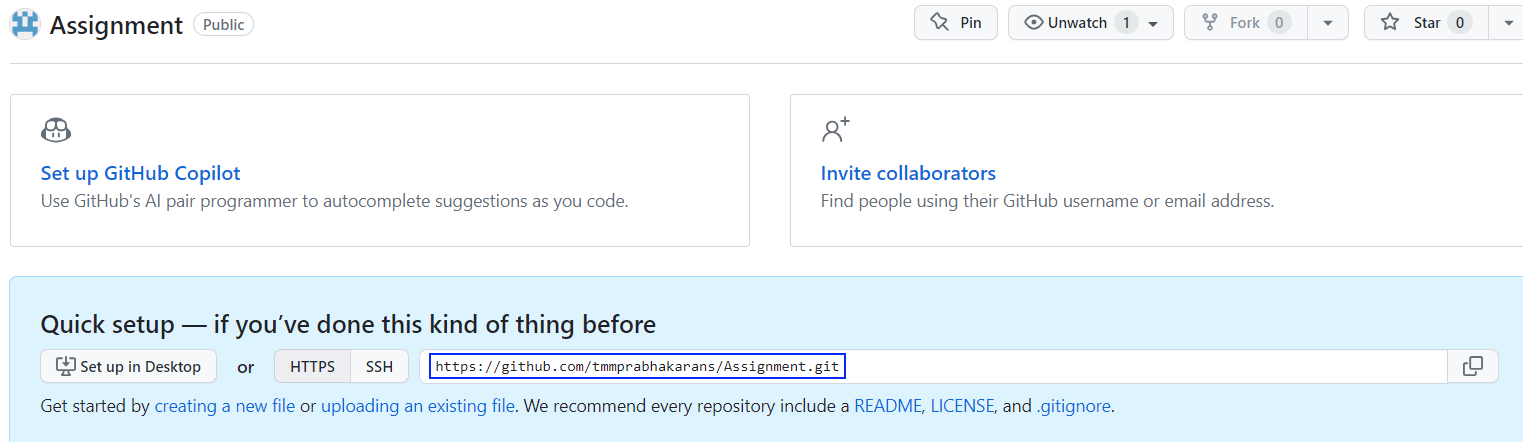 Assignment Public Pin Unwatch 1 Fork 0 Star 0
Set up GitHub Copilot
Use GitHub's AI pair programmer to autocomplete suggestions as you code.
Invite collaborators
Find people using their GitHub username or email address.
Quick setup — if you’ve done this kind of thing before
Set up in Desktop or HTTPS SSH https://github.com/tmmprabhakarans/Assignment.git
Get started by creating a new file or uploading an existing file. We recommend every repository include a README, LICENSE, and .gitignore.